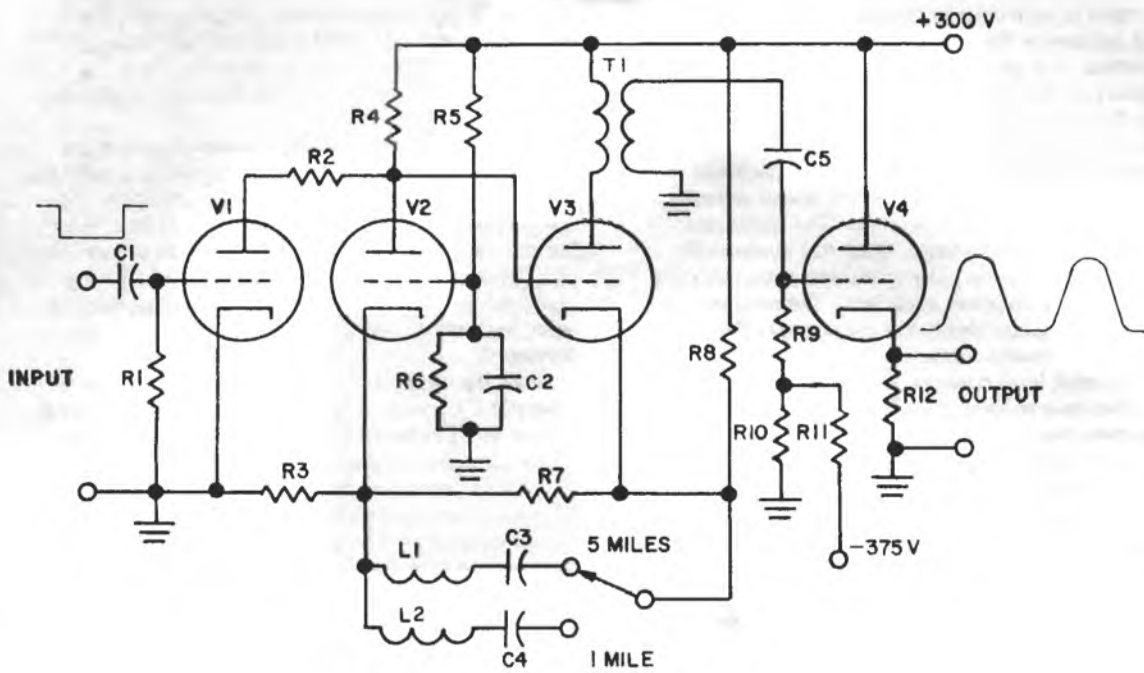 +300 V
T1
R4
R5
C5
R2
V1
V2
V3
V4
C1
R9
R8
INPUT
R1
R6
C2
R12
OUTPUT
R10
R11
R3
R7
-375V
L1
C3
5 MILES
L2
C4
1 MILE